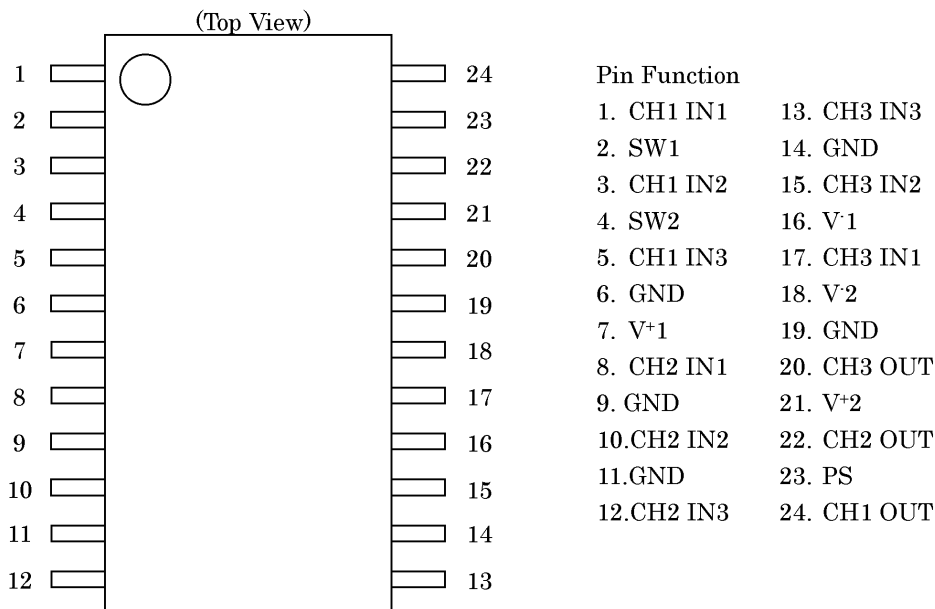 (Top View)
1
2
3
4
5
6
7
8
9
10
11
12
24
23
22
21
20
19
18
17
16
15
14
13
Pin Function
1. CH1 IN1
2. SW1
3. CH1 IN2
4. SW2
5. CH1 IN3
6. GND
7. V⁺1
8. CH2 IN1
9. GND
10.CH2 IN2
11.GND
12.CH2 IN3
13. CH3 IN3
14. GND
15. CH3 IN2
16. V⁻1
17. CH3 IN1
18. V⁻2
19. GND
20. CH3 OUT
21. V⁺2
22. CH2 OUT
23. PS
24. CH1 OUT